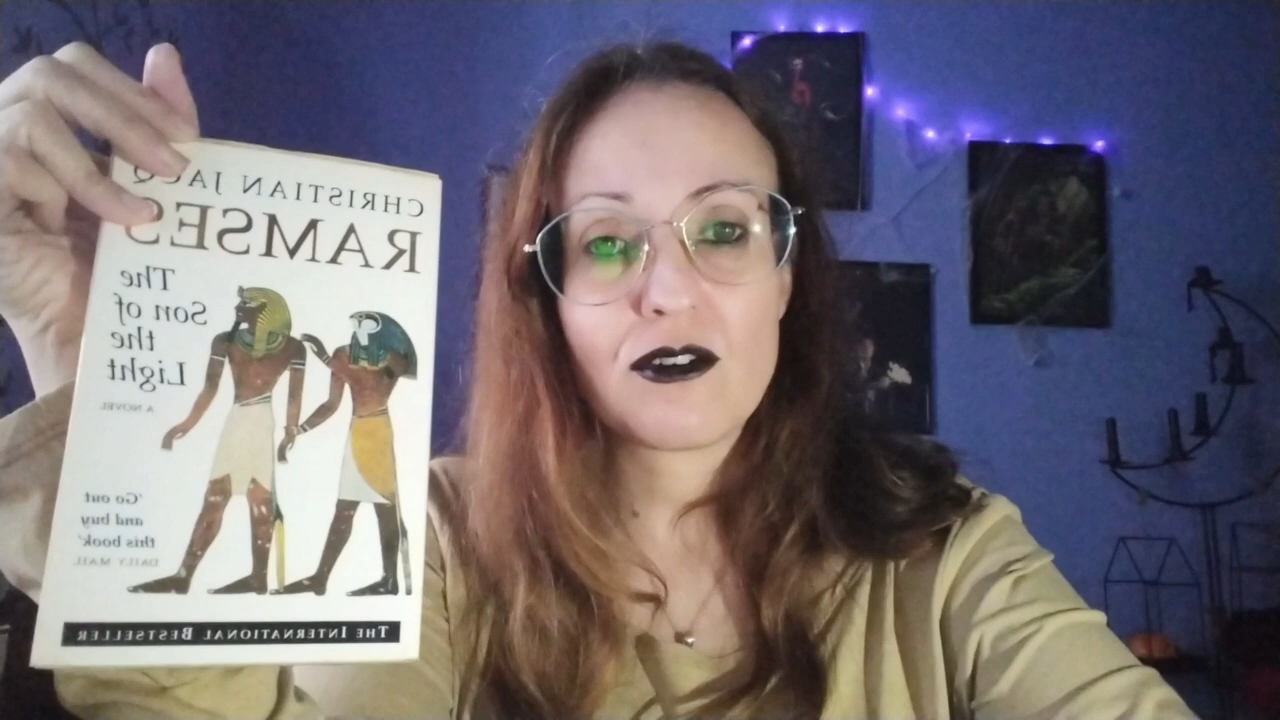 CHRISTIAN JACQ
RAMSES
The
Son of
the
Light
A NOVEL
'Go out
and buy
this book'
DAILY MAIL
THE INTERNATIONAL BESTSELLER